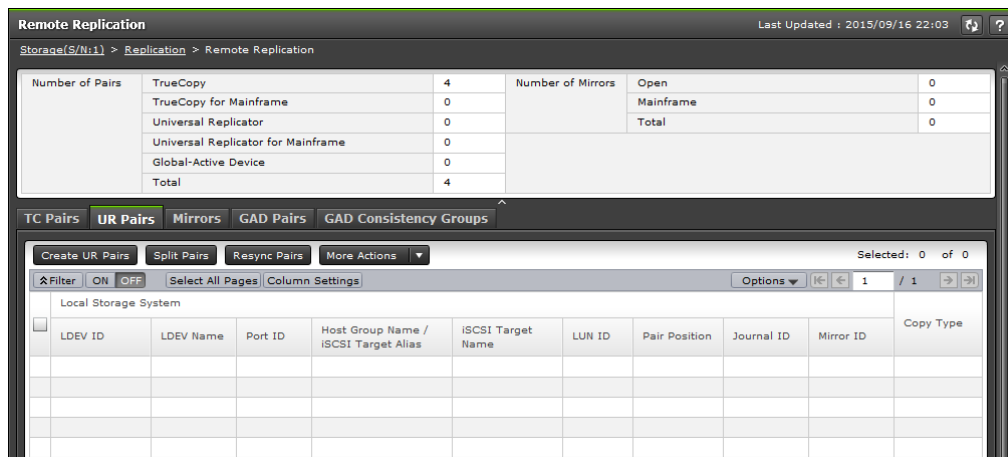 Remote Replication Last Updated : 2015/09/16 22:03 ?
Storage(S/N:1) > Replication > Remote Replication
Number of Pairs TrueCopy 4 Number of Mirrors Open 0
TrueCopy for Mainframe 0 Mainframe 0
Universal Replicator 0 Total 0
Universal Replicator for Mainframe 0
Global-Active Device 0
Total 4
TC Pairs UR Pairs Mirrors GAD Pairs GAD Consistency Groups
Create UR Pairs Split Pairs Resync Pairs More Actions Selected: 0 of 0
Filter ON OFF Select All Pages Column Settings Options 1 / 1
Local Storage System
LDEV ID LDEV Name Port ID Host Group Name / iSCSI Target Alias iSCSI Target Name LUN ID Pair Position Journal ID Mirror ID Copy Type